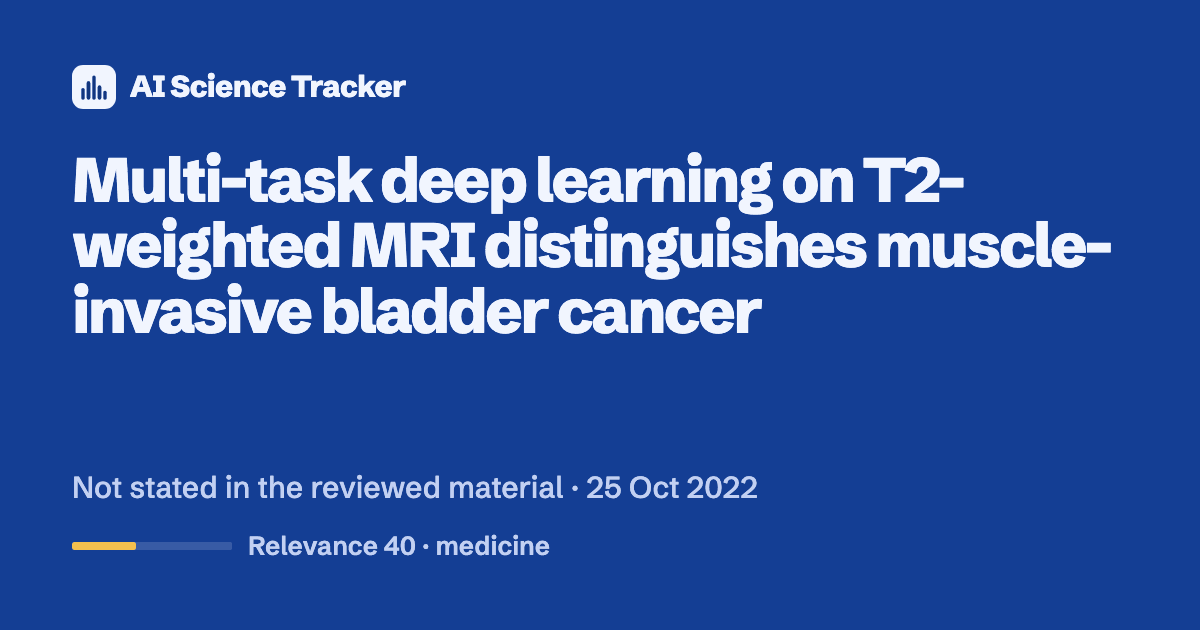 AI Science Tracker
Multi-task deep learning on T2-
weighted MRI distinguishes muscle-
invasive bladder cancer
Not stated in the reviewed material · 25 Oct 2022
Relevance 40 · medicine